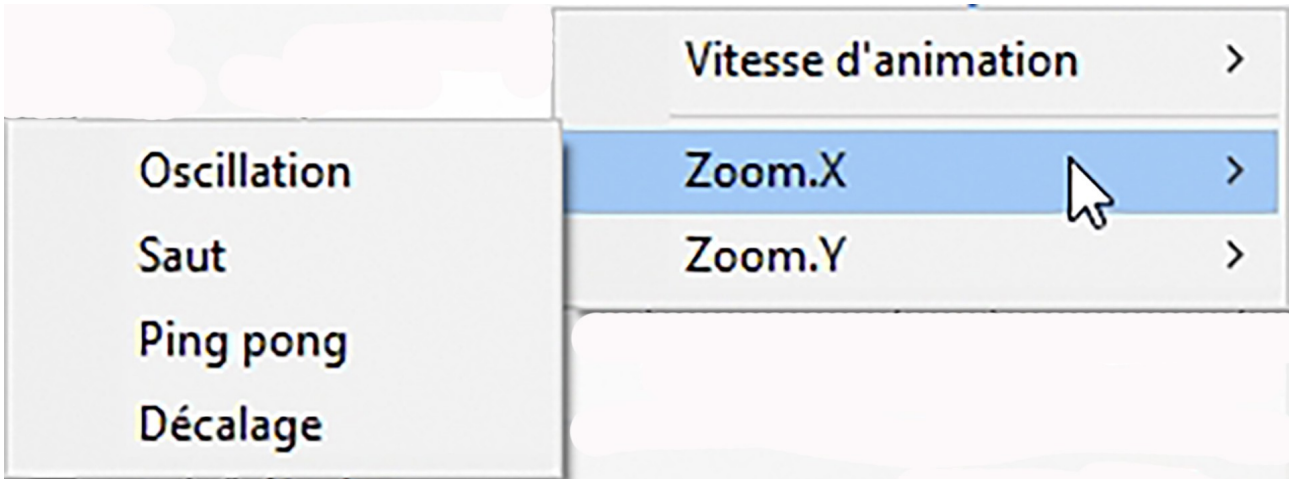 Vitesse d'animation
Zoom.X
Zoom.Y
Oscillation
Saut
Ping pong
Décalage